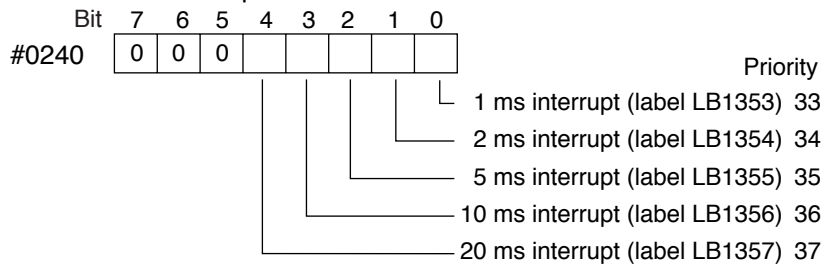 Bit 7 6 5 4 3 2 1 0
#0240 0 0 0
Priority
1 ms interrupt (label LB1353) 33
2 ms interrupt (label LB1354) 34
5 ms interrupt (label LB1355) 35
10 ms interrupt (label LB1356) 36
20 ms interrupt (label LB1357) 37